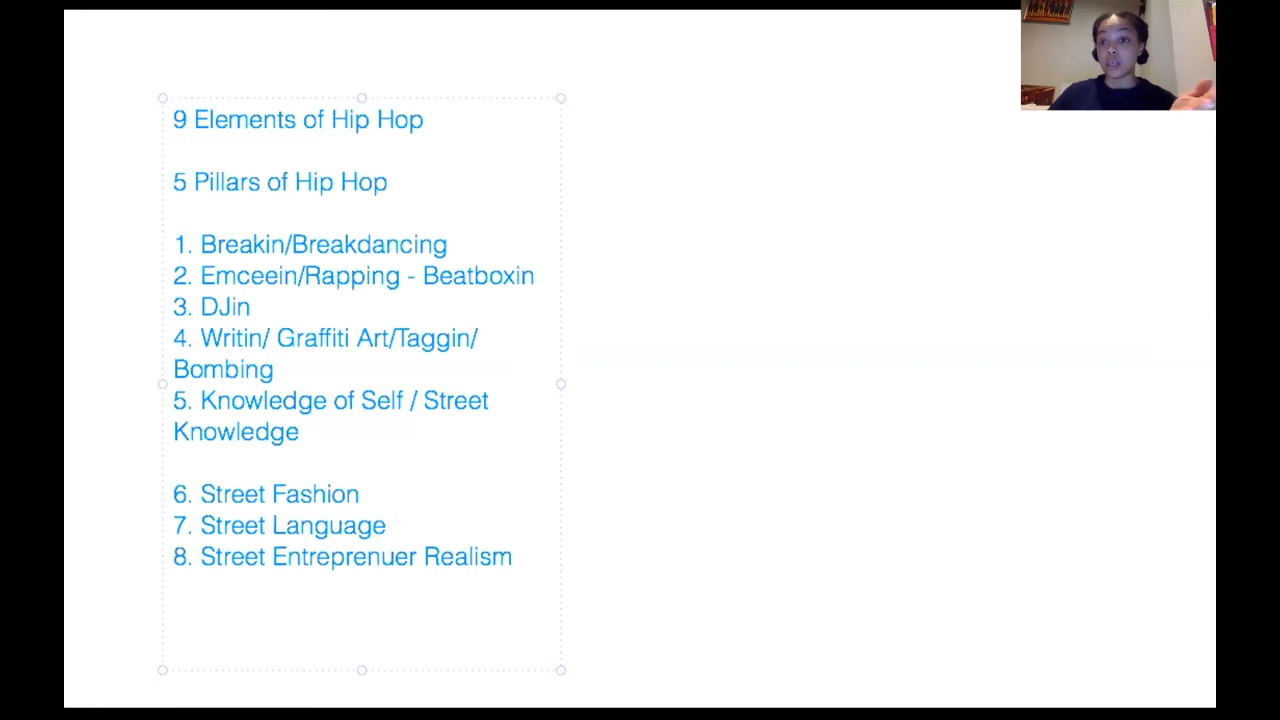 9 Elements of Hip Hop
5 Pillars of Hip Hop
1. Breakin/Breakdancing
2. Emceein/Rapping - Beatboxin
3. DJin
4. Writin/ Graffiti Art/Taggin/
Bombing
5. Knowledge of Self / Street
Knowledge
6. Street Fashion
7. Street Language
8. Street Entreprenuer Realism